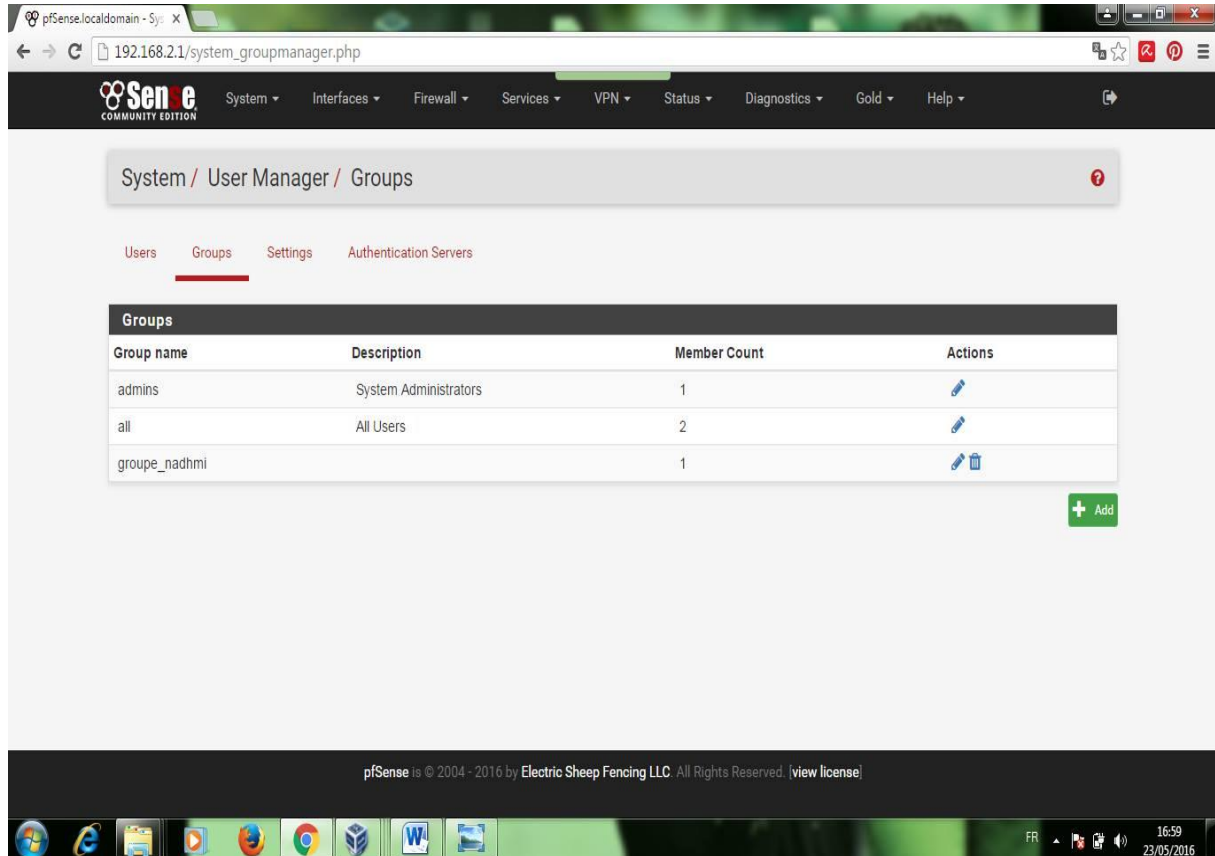 pfSense.localdomain - Sys
192.168.2.1/system_groupmanager.php
Sense
COMMUNITY EDITION
System Interfaces Firewall Services VPN Status Diagnostics Gold Help
System / User Manager / Groups
Users Groups Settings Authentication Servers
Groups
Group name Description Member Count Actions
admins System Administrators 1
all All Users 2
groupe_nadhmi 1
Add
pfSense is © 2004 - 2016 by Electric Sheep Fencing LLC. All Rights Reserved. [view license]
FR
16:59
23/05/2016